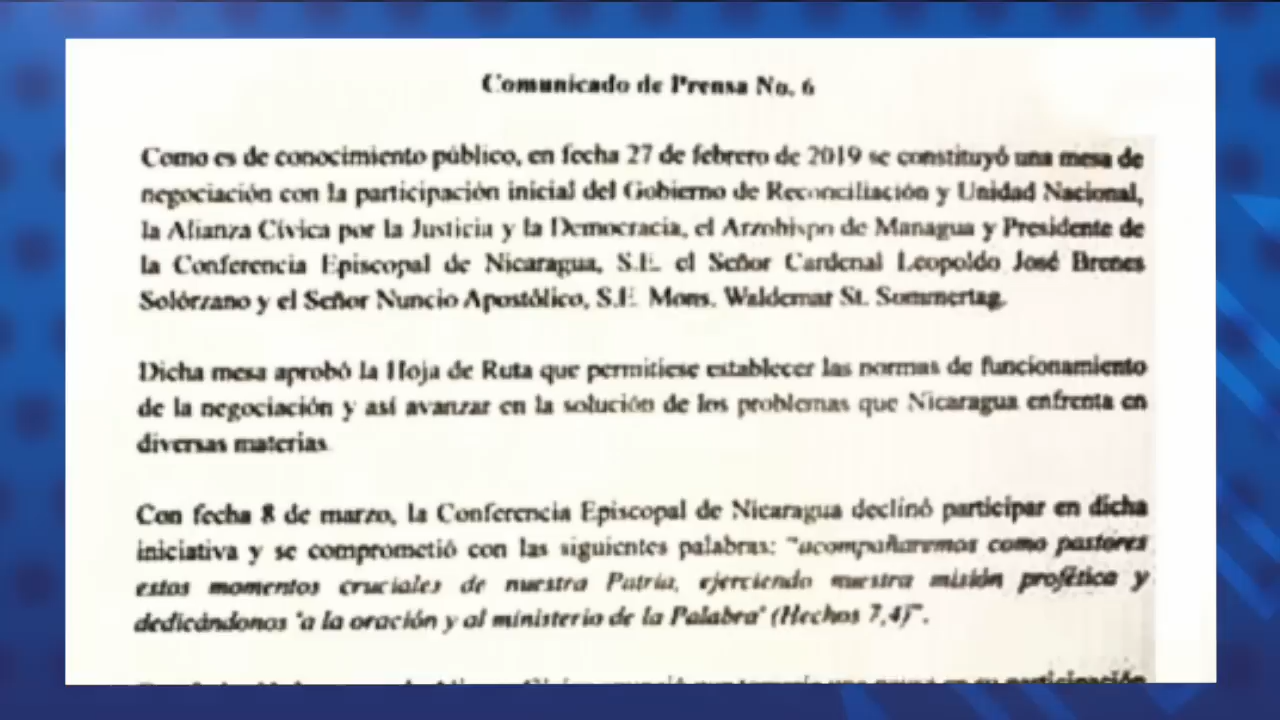 Comunicado de Prensa No. 6
Como es de conocimiento público, en fecha 27 de febrero de 2019 se constituyó una mesa de
negociación con la participación inicial del Gobierno de Reconciliación y Unidad Nacional,
la Alianza Cívica por la Justicia y la Democracia, el Arzobispo de Managua y Presidente de
la Conferencia Episcopal de Nicaragua, S.E. el Señor Cardenal Leopoldo José Brenes
Solórzano y el Señor Nuncio Apostólico, S.E. Mons. Waldemar St. Sommertag.
Dicha mesa aprobó la Hoja de Ruta que permitiese establecer las normas de funcionamiento
de la negociación y así avanzar en la solución de los problemas que Nicaragua enfrenta en
diversas materias
Con fecha 8 de marzo, la Conferencia Episcopal de Nicaragua declinó participar en dicha
iniciativa y se comprometió con las siguientes palabras: "acompañaremos como pastores
estos momentos cruciales de nuestra Patria, ejerciendo nuestra misión profética y
dedicándonos "a la oración y al ministerio de la Palabra" (Hechos 7,4)".
participación